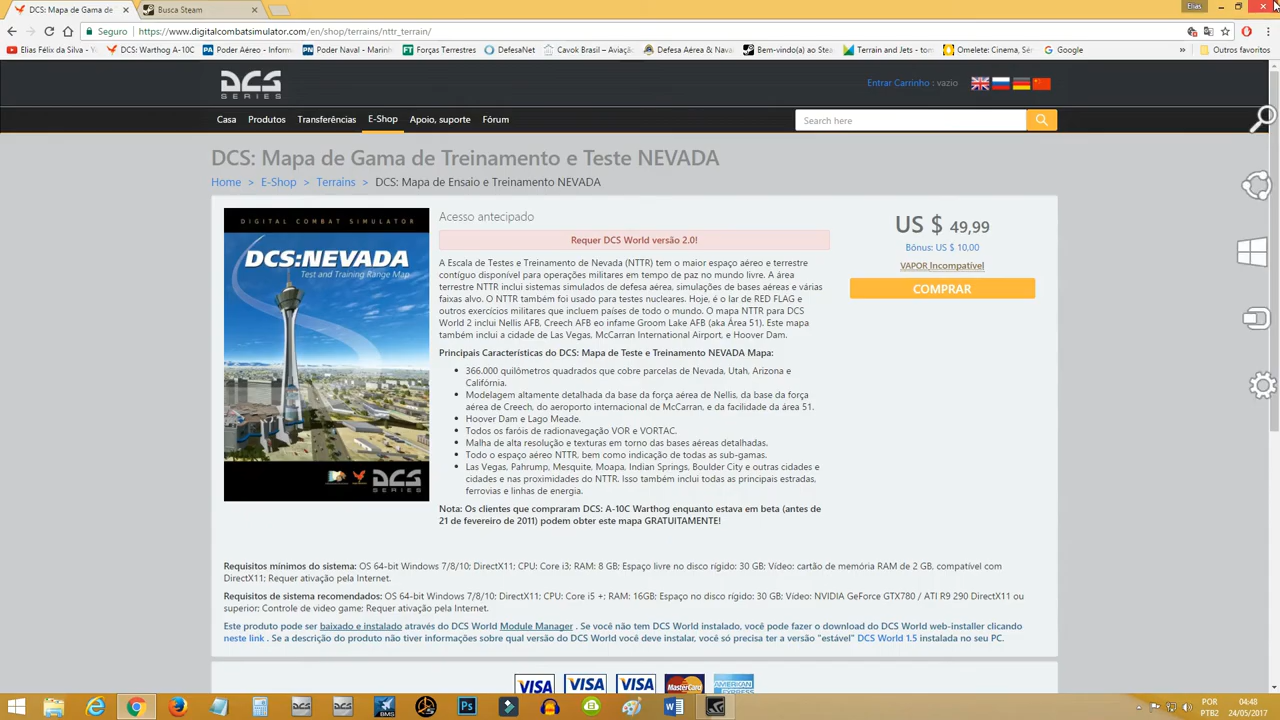 DCS: Mapa de Gama de
Busca Steam
Elias
Seguro
https://www.digitalcombatsimulator.com/en/shop/terrains/nttr_terrain/
Elias Félix da Silva - Yo
DCS: Warthog A-10C
Poder Aéreo - Inform
Poder Naval - Marinh
Forças Terrestres
DefesaNet
Cavok Brasil – Aviaçã
Defesa Aérea & Nava
Bem-vindo(a) ao Stea
Terrain and Jets - tom
Omelete: Cinema, Sér
Google
Outros favoritos
DCS
SERIES
Entrar Carrinho : vazio
Casa
Produtos
Transferências
E-Shop
Apoio, suporte
Fórum
Search here
DCS: Mapa de Gama de Treinamento e Teste NEVADA
Home > E-Shop > Terrains > DCS: Mapa de Ensaio e Treinamento NEVADA
DIGITAL COMBAT SIMULATOR
DCS:NEVADA
Test and Training Range Map
DCS
SERIES
Acesso antecipado
Requer DCS World versão 2.0!
A Escala de Testes e Treinamento de Nevada (NTTR) tem o maior espaço aéreo e terrestre
contíguo disponível para operações militares em tempo de paz no mundo livre. A área
terrestre NTTR inclui sistemas simulados de defesa aérea, simulações de bases aéreas e várias
faixas alvo. O NTTR também foi usado para testes nucleares. Hoje, é o lar de RED FLAG e
outros exercícios militares que incluem países de todo o mundo. O mapa NTTR para DCS
World 2 inclui Nellis AFB, Creech AFB eo infame Groom Lake AFB (aka Área 51). Este mapa
também inclui a cidade de Las Vegas, McCarran International Airport, e Hoover Dam.
Principais Características do DCS: Mapa de Teste e Treinamento NEVADA Mapa:
366.000 quilómetros quadrados que cobre parcelas de Nevada, Utah, Arizona e
Califórnia.
Modelagem altamente detalhada da base da força aérea de Nellis, da base da força
aérea de Creech, do aeroporto internacional de McCarran, e da facilidade da área 51.
Hoover Dam e Lago Meade.
Todos os faróis de radionavegação VOR e VORTAC.
Malha de alta resolução e texturas em torno das bases aéreas detalhadas.
Todo o espaço aéreo NTTR, bem como indicação de todas as sub-gamas.
Las Vegas, Pahrump, Mesquite, Moapa, Indian Springs, Boulder City e outras cidades e
cidades e nas proximidades do NTTR. Isso também inclui todas as principais estradas,
ferrovias e linhas de energia.
Nota: Os clientes que compraram DCS: A-10C Warthog enquanto estava em beta (antes de
21 de fevereiro de 2011) podem obter este mapa GRATUITAMENTE!
US $ 49,99
Bônus: US $ 10,00
VAPOR Incompatível
COMPRAR
Requisitos mínimos do sistema: OS 64-bit Windows 7/8/10; DirectX11; CPU: Core i3: RAM: 8 GB; Espaço livre no disco rígido: 30 GB; Vídeo: cartão de memória RAM de 2 GB, compatível com
DirectX11; Requer ativação pela Internet.
Requisitos de sistema recomendados: OS 64-bit Windows 7/8/10; DirectX11; CPU: Core i5 +; RAM: 16GB; Espaço no disco rígido: 30 GB; Vídeo: NVIDIA GeForce GTX780 / ATI R9 290 DirectX11 ou
superior; Controle de video game: Requer ativação pela Internet.
Este produto pode ser baixado e instalado através do DCS World Module Manager . Se você não tem DCS World instalado, você pode fazer o download do DCS World web-installer clicando
neste link . Se a descrição do produto não tiver informações sobre qual versão do DCS World você deve instalar, você só precisa ter a versão "estável" DCS World 1.5 instalada no seu PC.
VISA
VISA
VISA
MasterCard
AMERICAN EXPRESS
DCS
DCS
BMS
Ps
POR
PTB2
04:48
24/05/2017